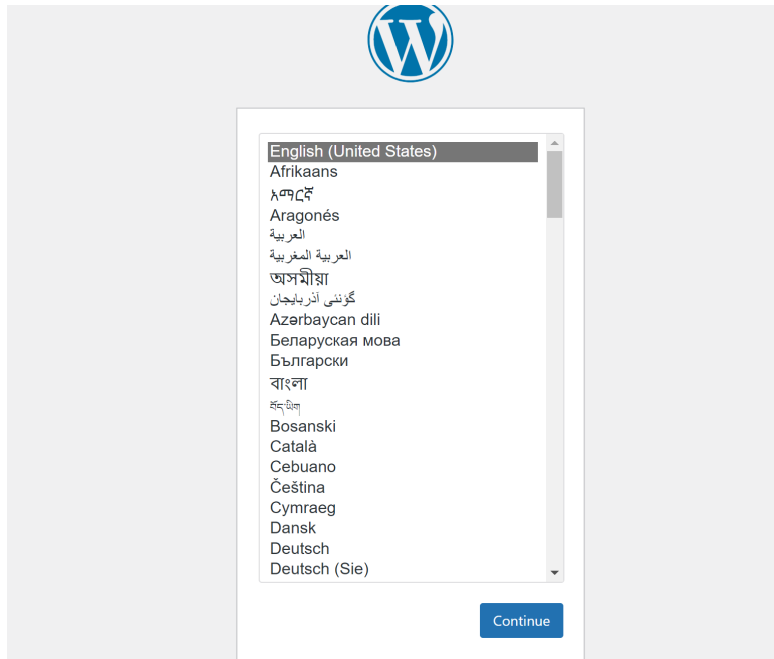 English (United States)
Afrikaans
አማርኛ
Aragonés
العربية
العربية المغربية
অসমীয়া
گؤنئی آذربایجان
Azərbaycan dili
Беларуская мова
Български
বাংলা
བོད་ཡིག
Bosanski
Català
Cebuano
Čeština
Cymraeg
Dansk
Deutsch
Deutsch (Sie)
Continue